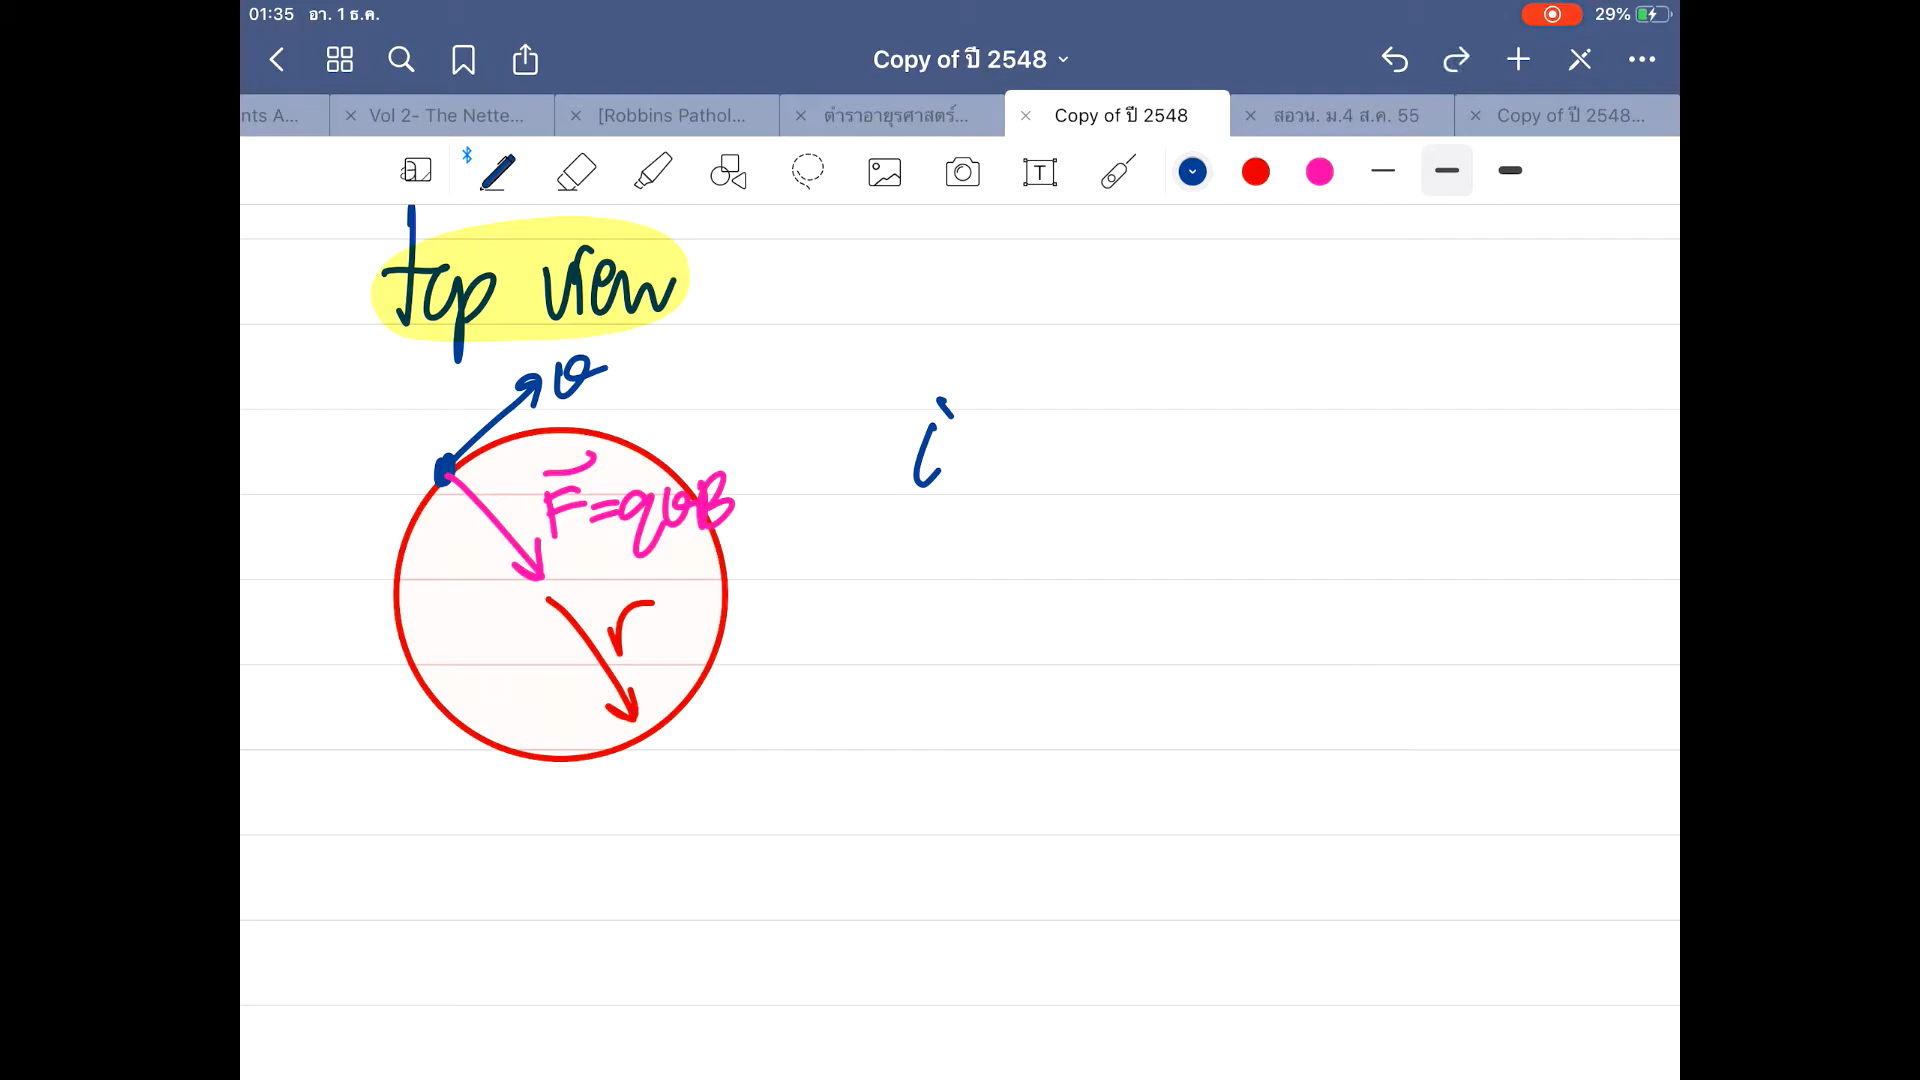 01:35 อา. 1 ธ.ค. 29%
Copy of ปี 2548
nts A... Vol 2- The Nette... [Robbins Pathol... ตำราอายุรศาสตร์... Copy of ปี 2548 สอวน. ม.4 ส.ค. 55 Copy of ปี 2548...
top view
v
i
F=qvB
r